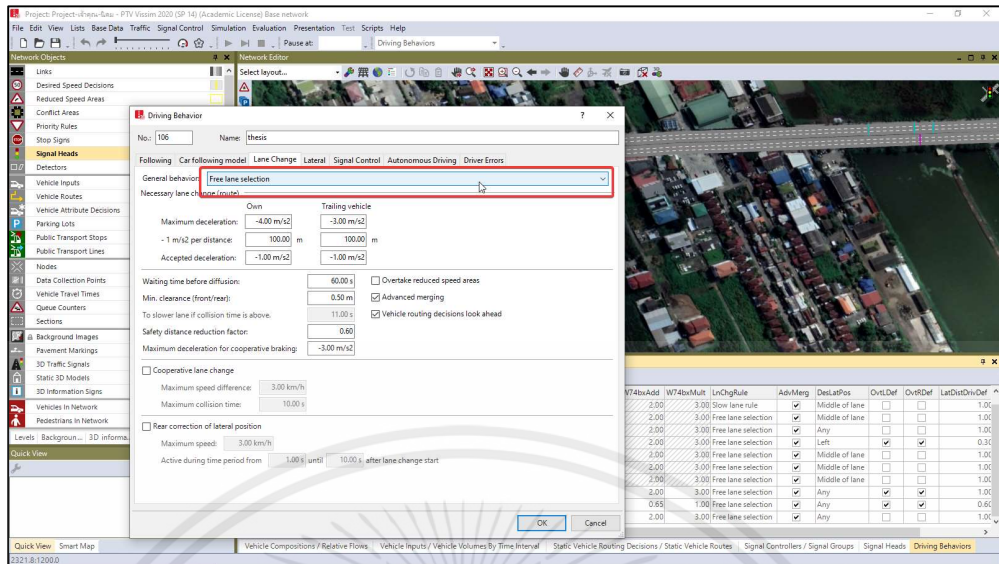 Project: Project-เจ้าคุณ-ฉิมพลี - PTV Vissim 2020 (SP 14) (Academic License) Base network
File Edit View Lists Base Data Traffic Signal Control Simulation Evaluation Presentation Test Scripts Help
Pause at: Driving Behaviors
Network Objects
Network Editor
Select layout...
Links
Desired Speed Decisions
Reduced Speed Areas
Conflict Areas
Priority Rules
Stop Signs
Signal Heads
Detectors
Vehicle Inputs
Vehicle Routes
Vehicle Attribute Decisions
Parking Lots
Public Transport Stops
Public Transport Lines
Nodes
Data Collection Points
Vehicle Travel Times
Queue Counters
Sections
Background Images
Pavement Markings
3D Traffic Signals
Static 3D Models
3D Information Signs
Vehicles In Network
Pedestrians In Network
Levels Backgroun... 3D informa...
Quick View
Driving Behavior ? X
No.: 106 Name: thesis
Following Car following model Lane Change Lateral Signal Control Autonomous Driving Driver Errors
General behavior: Free lane selection
Necessary lane change (route)
Own Trailing vehicle
Maximum deceleration: -4.00 m/s2 -3.00 m/s2
- 1 m/s2 per distance: 100.00 m 100.00 m
Accepted deceleration: -1.00 m/s2 -1.00 m/s2
Waiting time before diffusion: 60.00 s Overtake reduced speed areas
Min. clearance (front/rear): 0.50 m Advanced merging
To slower lane if collision time is above. 11.00 s Vehicle routing decisions look ahead
Safety distance reduction factor: 0.60
Maximum deceleration for cooperative braking: -3.00 m/s2
Cooperative lane change
Maximum speed difference: 3.00 km/h
Maximum collision time: 10.00 s
Rear correction of lateral position
Maximum speed: 3.00 km/h
Active during time period from 1.00 s until 10.00 s after lane change start
OK Cancel
W74bxAdd W74bxMult LnChgRule AdvMerg DesLatPos OvtLDef OvtRDef LatDistDrivDef
2.00 3.00 Slow lane rule Middle of lane 1.00
2.00 3.00 Free lane selection Middle of lane 1.00
2.00 3.00 Free lane selection Any 1.00
2.00 3.00 Free lane selection Left 0.30
2.00 3.00 Free lane selection Middle of lane 1.00
2.00 3.00 Free lane selection Middle of lane 1.00
2.00 3.00 Free lane selection Middle of lane 1.00
2.00 3.00 Free lane selection Any 1.00
0.65 1.00 Free lane selection Any 0.60
2.00 3.00 Free lane selection Any 1.00
Quick View Smart Map
Vehicle Compositions / Relative Flows Vehicle Inputs / Vehicle Volumes By Time Interval Static Vehicle Routing Decisions / Static Vehicle Routes Signal Controllers / Signal Groups Signal Heads Driving Behaviors
2321.8:1200.0